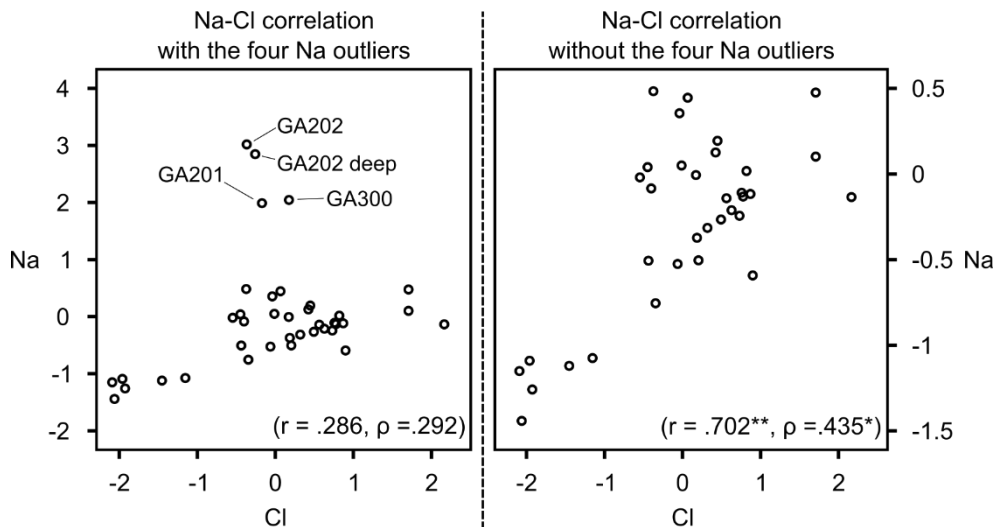 Na-Cl correlation
with the four Na outliers
4
3
2
1
0
-1
-2
Na
GA202
GA202 deep
GA201
GA300
(r = .286, ρ =.292)
-2 -1 0 1 2
Cl
Na-Cl correlation
without the four Na outliers
0.5
0
-0.5
-1
-1.5
Na
(r = .702**, ρ =.435*)
-2 -1 0 1 2
Cl